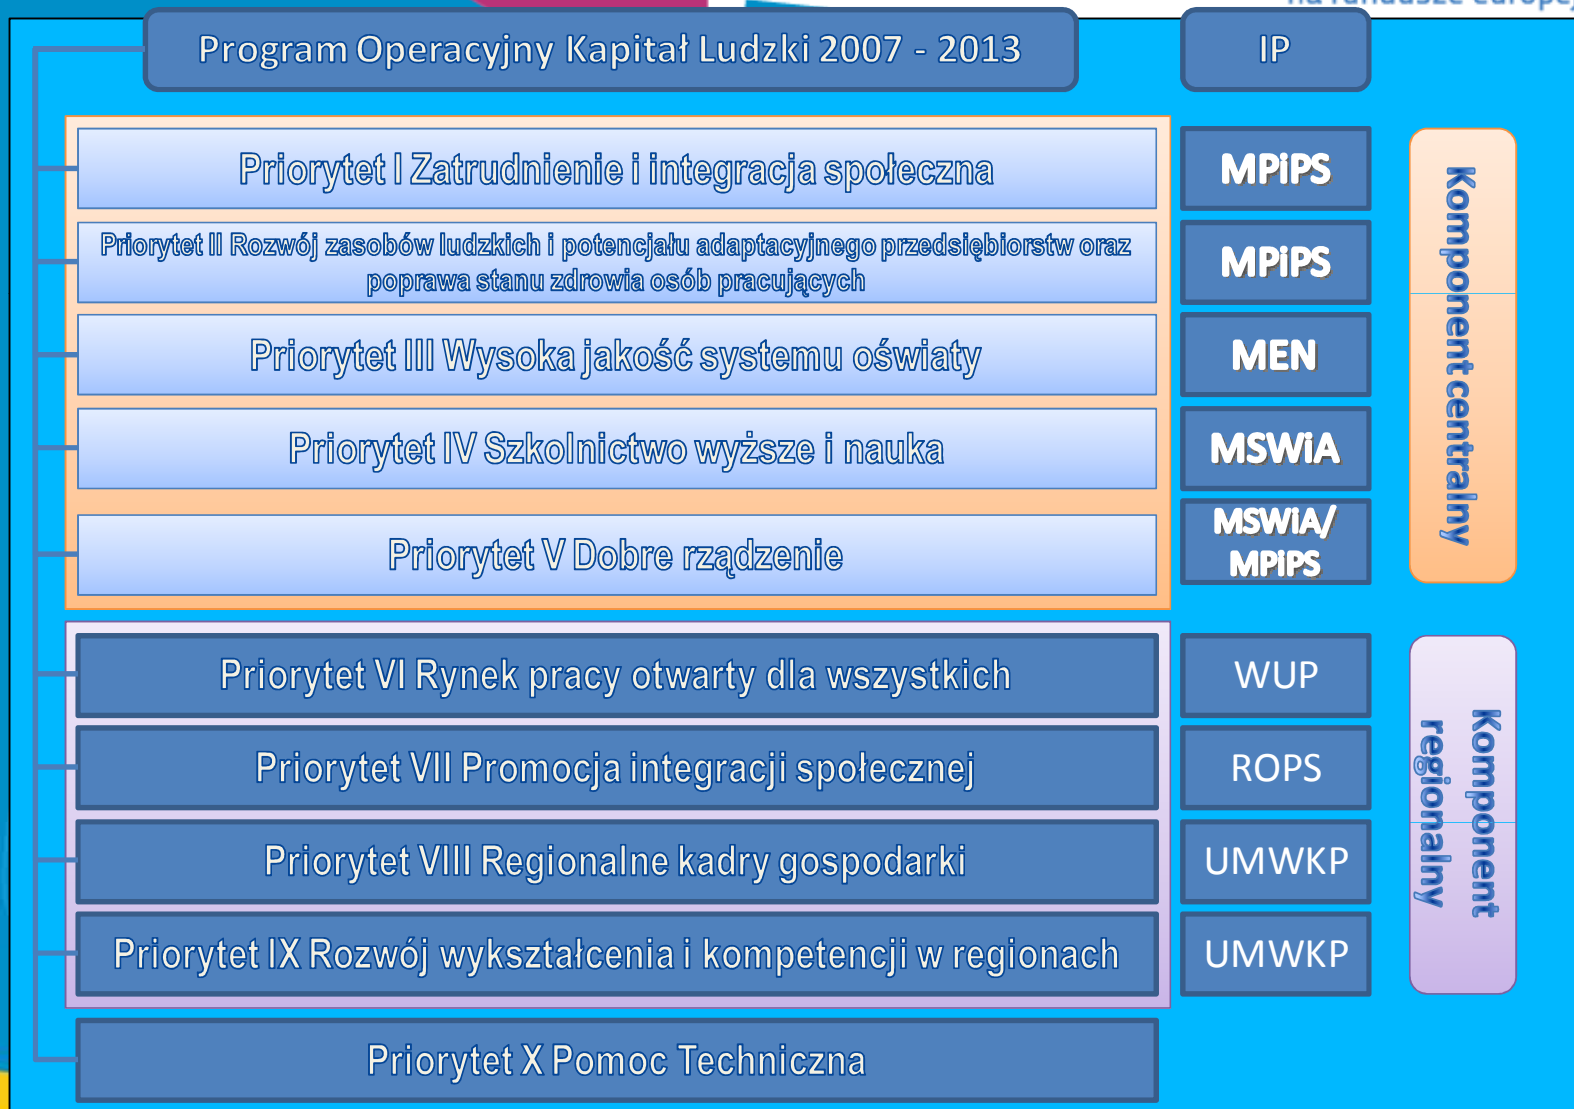 na fundusze europej
Program Operacyjny Kapitał Ludzki 2007 - 2013
IP
Priorytet I Zatrudnienie i integracja społeczna
MPiPS
Priorytet II Rozwój zasobów ludzkich i potencjału adaptacyjnego przedsiębiorstw oraz
poprawa stanu zdrowia osób pracujących
MPiPS
Priorytet III Wysoka jakość systemu oświaty
MEN
Priorytet IV Szkolnictwo wyższe i nauka
MSWiA
Priorytet V Dobre rządzenie
MSWiA/
MPiPS
Komponent centralny
Priorytet VI Rynek pracy otwarty dla wszystkich
WUP
Priorytet VII Promocja integracji społecznej
ROPS
Priorytet VIII Regionalne kadry gospodarki
UMWKP
Priorytet IX Rozwój wykształcenia i kompetencji w regionach
UMWKP
Komponent
regionalny
Priorytet X Pomoc Techniczna